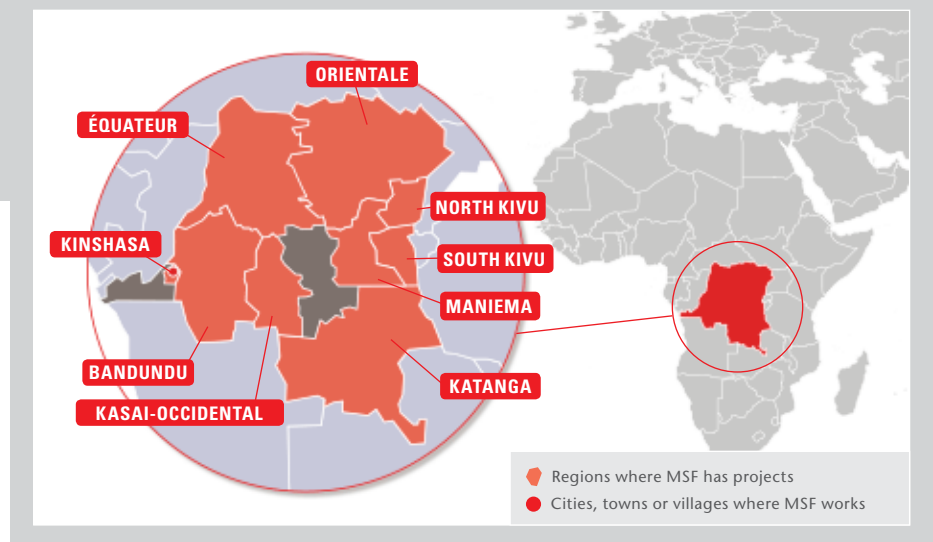 ORIENTALE
ÉQUATEUR
NORTH KIVU
KINSHASA
SOUTH KIVU
MANIEMA
BANDUNDU
KATANGA
KASAI-OCCIDENTAL
Regions where MSF has projects
Cities, towns or villages where MSF works